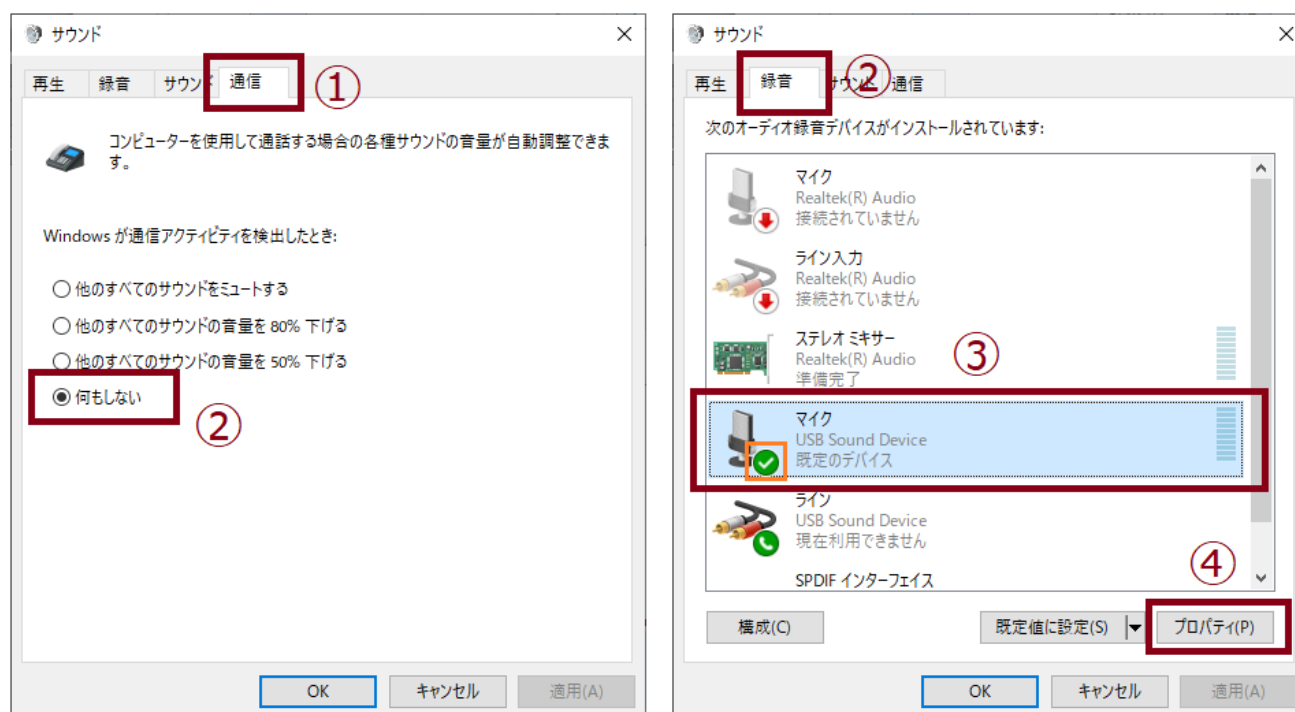 サウンド
再生 録音 サウンド 通信 ①
コンピューターを使用して通話する場合の各種サウンドの音量が自動調整できま
す。
Windows が通信アクティビティを検出したとき:
他のすべてのサウンドをミュートする
他のすべてのサウンドの音量を 80% 下げる
他のすべてのサウンドの音量を 50% 下げる
何もしない
②
OK キャンセル 適用(A)
サウンド
再生 録音 ② サウンド 通信
次のオーディオ録音デバイスがインストールされています:
マイク
Realtek(R) Audio
接続されていません
ライン入力
Realtek(R) Audio
接続されていません
ステレオ ミキサー
Realtek(R) Audio
準備完了
③
マイク
USB Sound Device
既定のデバイス
ライン
USB Sound Device
現在利用できません
SPDIF インターフェイス
④
構成(C) 既定値に設定(S) プロパティ(P)
OK キャンセル 適用(A)